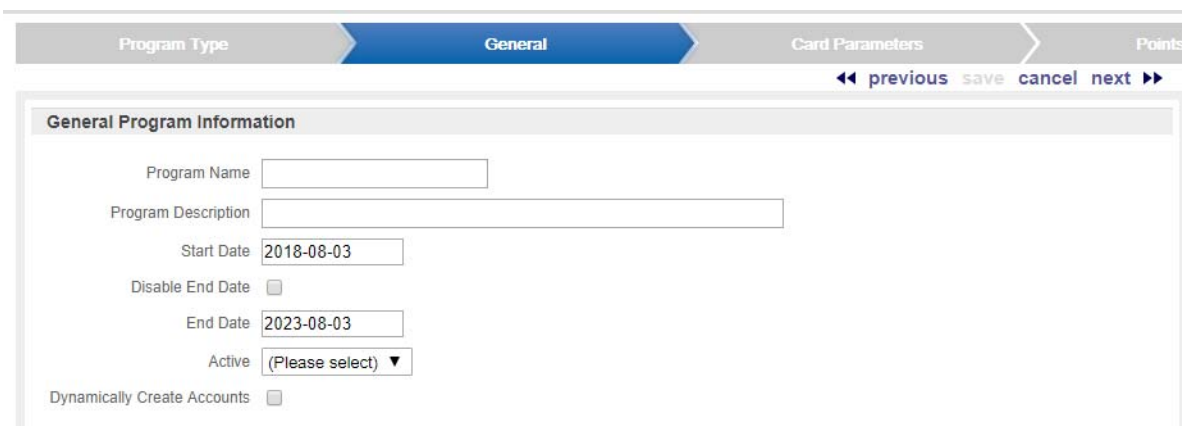 Program Type General Card Parameters Points
previous save cancel next
General Program Information
Program Name
Program Description
Start Date 2018-08-03
Disable End Date
End Date 2023-08-03
Active (Please select)
Dynamically Create Accounts